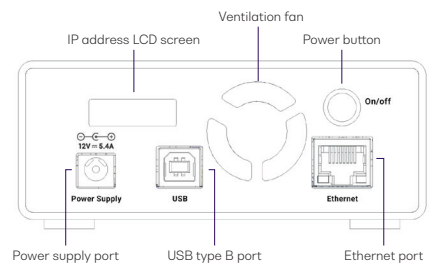 Ventilation fan
IP address LCD screen
Power button
On/off
12V⎓5.4A
Power Supply
USB
Ethernet
Power supply port
USB type B port
Ethernet port